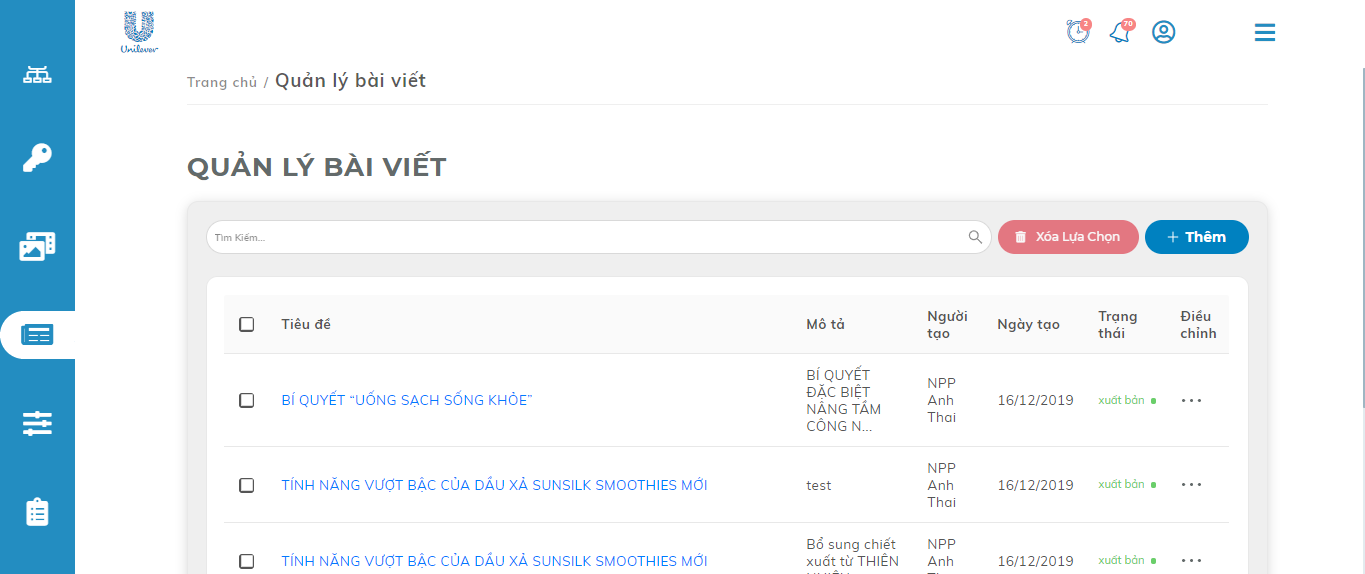 Unilever
2
70
Trang chủ / Quản lý bài viết
QUẢN LÝ BÀI VIẾT
Tìm Kiếm...
Xóa Lựa Chọn
+ Thêm
Tiêu đề
Mô tả
Người
tạo
Ngày tạo
Trạng
thái
Điều
chỉnh
BÍ QUYẾT “UỐNG SẠCH SỐNG KHỎE”
BÍ QUYẾT
ĐẶC BIỆT
NÂNG TẦM
CÔNG N...
NPP
Anh
Thai
16/12/2019
xuất bản
...
TÍNH NĂNG VƯỢT BẬC CỦA DẦU XẢ SUNSILK SMOOTHIES MỚI
test
NPP
Anh
Thai
16/12/2019
xuất bản
...
TÍNH NĂNG VƯỢT BẬC CỦA DẦU XẢ SUNSILK SMOOTHIES MỚI
Bổ sung chiết
xuất từ THIÊN
NPP
Anh
16/12/2019
xuất bản
...